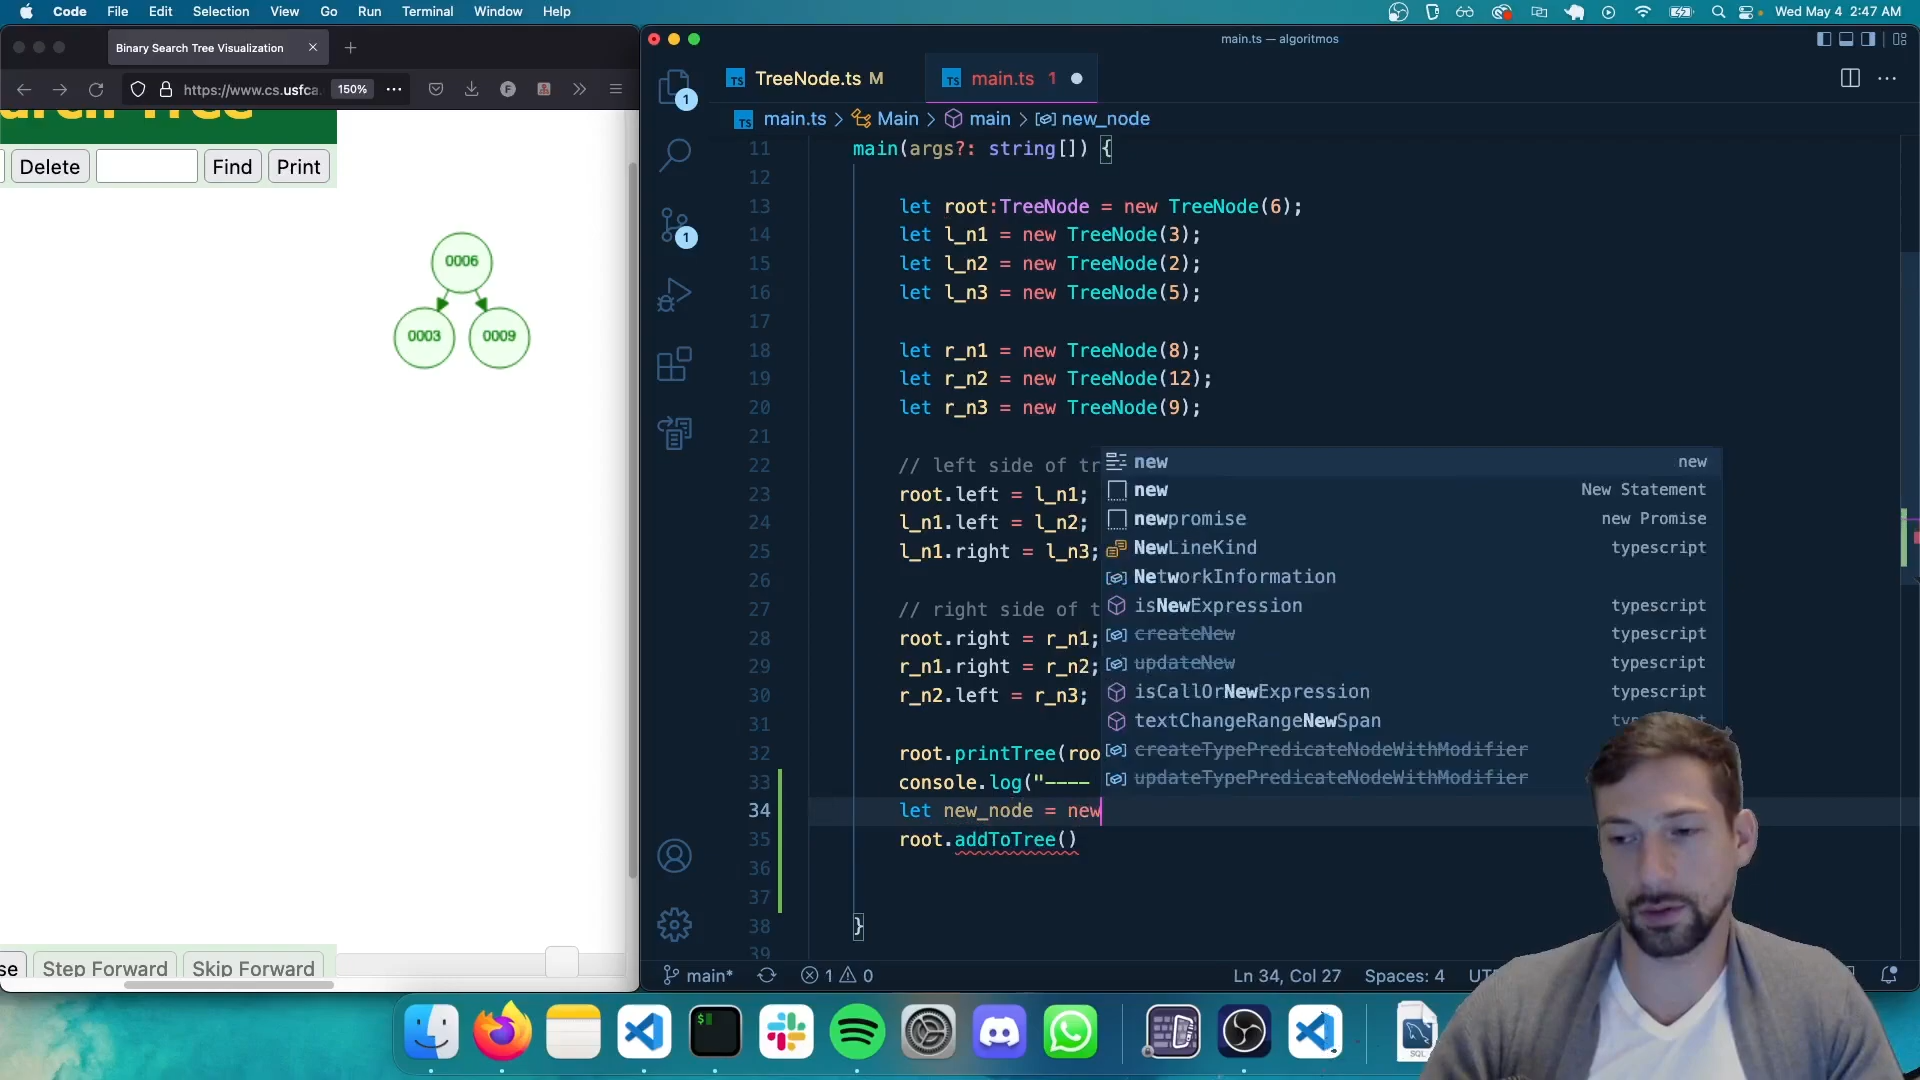 Code File Edit Selection View Go Run Terminal Window Help
Wed May 4 2:47 AM
Binary Search Tree Visualization
https://www.cs.usfca.
150%
Delete
Find
Print
0006
0003
0009
se
Step Forward
Skip Forward
main.ts — algoritmos
TS TreeNode.ts M
TS main.ts 1
TS main.ts > Main > main > new_node
1
1
11 main(args?: string[]) {
12
13 let root:TreeNode = new TreeNode(6);
14 let l_n1 = new TreeNode(3);
15 let l_n2 = new TreeNode(2);
16 let l_n3 = new TreeNode(5);
17
18 let r_n1 = new TreeNode(8);
19 let r_n2 = new TreeNode(12);
20 let r_n3 = new TreeNode(9);
21
22 // left side of tr
23 root.left = l_n1;
24 l_n1.left = l_n2;
25 l_n1.right = l_n3;
26
27 // right side of t
28 root.right = r_n1;
29 r_n1.right = r_n2;
30 r_n2.left = r_n3;
31
32 root.printTree(roo
33 console.log("----
34 let new_node = new
35 root.addToTree()
36
37
38 }
39
new new
new New Statement
newpromise new Promise
NewLineKind typescript
NetworkInformation
isNewExpression typescript
createNew typescript
updateNew typescript
isCallOrNewExpression typescript
textChangeRangeNewSpan
createTypePredicateNodeWithModifier
updateTypePredicateNodeWithModifier
main* 1 0
Ln 34, Col 27 Spaces: 4
$
SQL